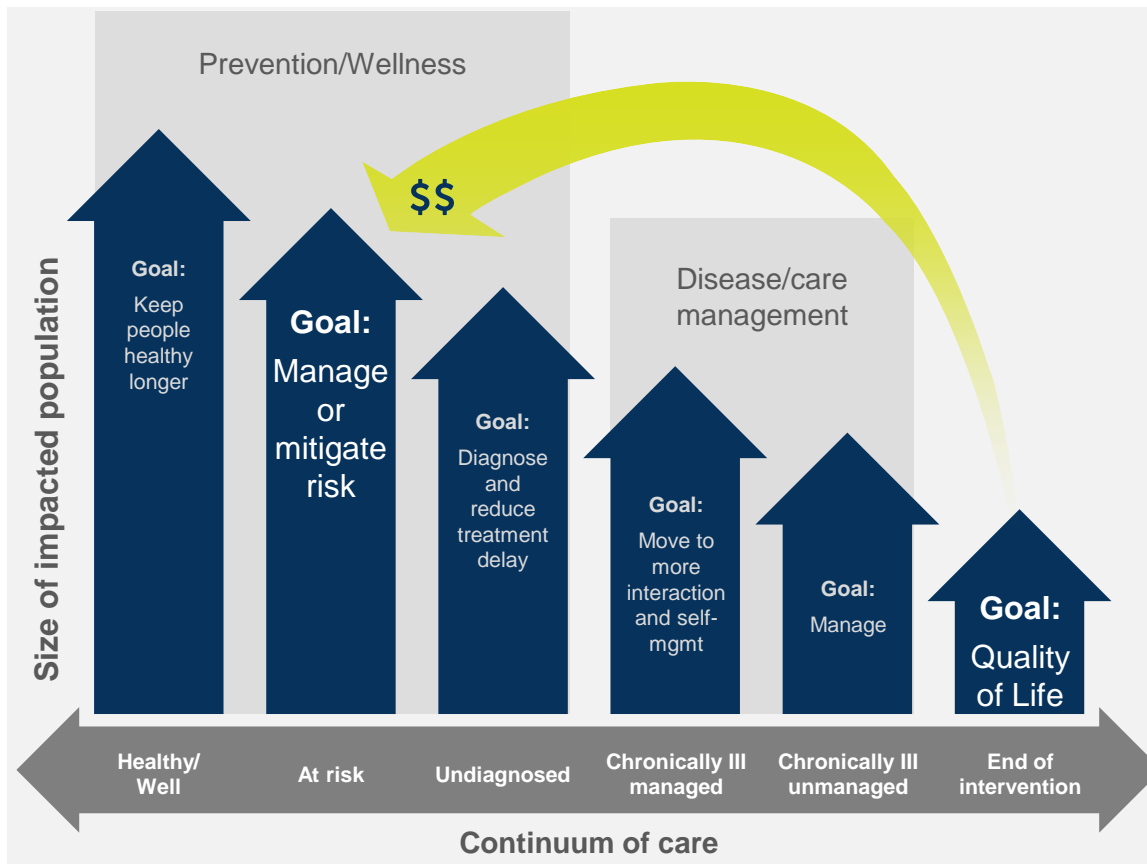 Prevention/Wellness
$$
Disease/care
management
Size of impacted population
Goal:
Keep
people
healthy
longer
Goal:
Manage
or
mitigate
risk
Goal:
Diagnose
and
reduce
treatment
delay
Goal:
Move to
more
interaction
and self-
mgmt
Goal:
Manage
Goal:
Quality
of Life
Healthy/
Well
At risk
Undiagnosed
Chronically Ill
managed
Chronically Ill
unmanaged
End of
intervention
Continuum of care